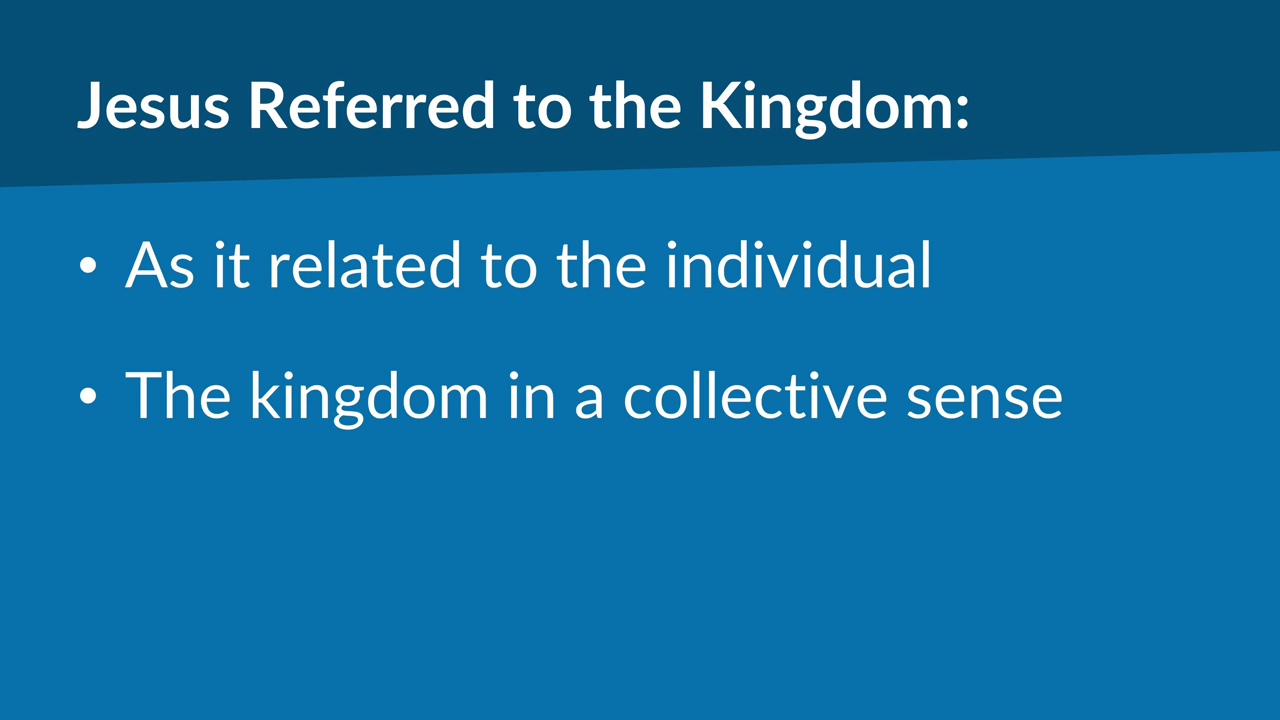 Jesus Referred to the Kingdom:
• As it related to the individual
• The kingdom in a collective sense